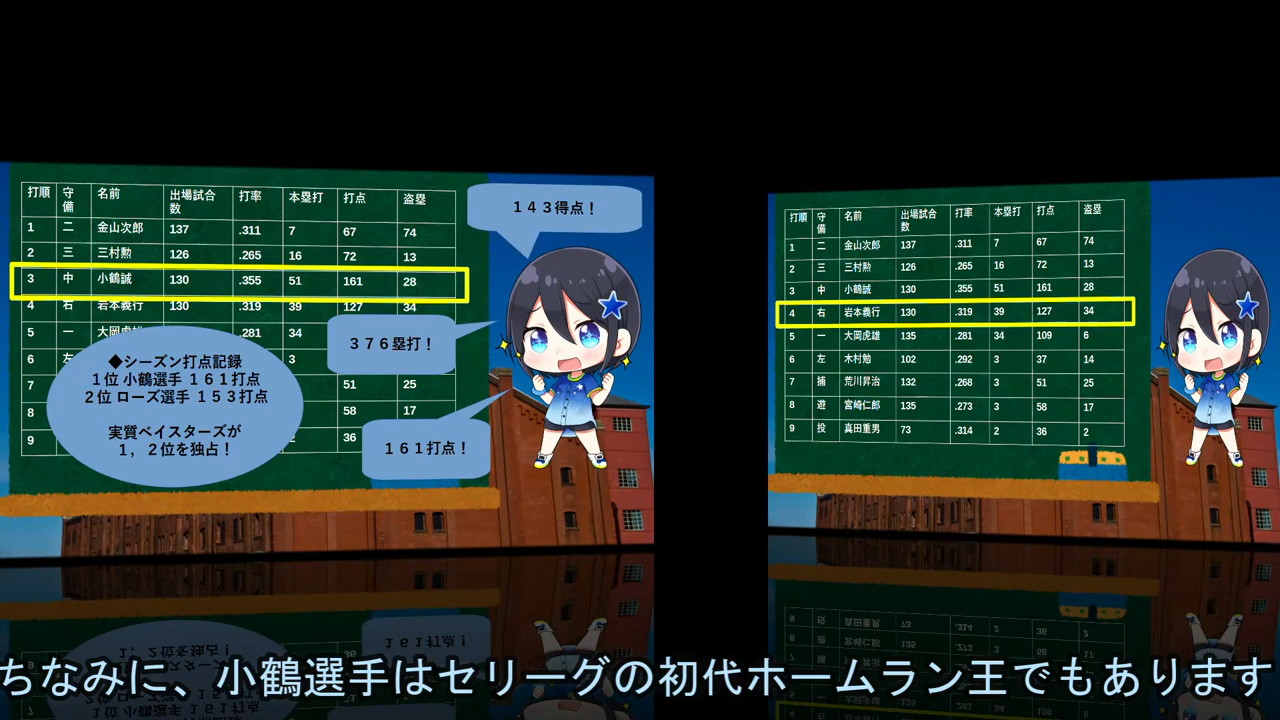 打順 守備 名前 出場試合数 打率 本塁打 打点 盗塁
1 二 金山次郎 137 .311 7 67 74
2 三 三村勲 126 .265 16 72 13
3 中 小鶴誠 130 .355 51 161 28
4 右 岩本義行 130 .319 39 127 34
5 一 大岡虎雄 .281 34
6 左 3
7 51 25
8 58 17
9 36
１４３得点！
３７６塁打！
１６１打点！
◆シーズン打点記録
１位 小鶴選手 １６１打点
２位 ローズ選手 １５３打点
実質ベイスターズが
１，２位を独占！
打順 守備 名前 出場試合数 打率 本塁打 打点 盗塁
1 二 金山次郎 137 .311 7 67 74
2 三 三村勲 126 .265 16 72 13
3 中 小鶴誠 130 .355 51 161 28
4 右 岩本義行 130 .319 39 127 34
5 一 大岡虎雄 135 .281 34 109 6
6 左 木村勉 102 .292 3 37 14
7 捕 荒川昇治 132 .268 3 51 25
8 遊 宮崎仁郎 135 .273 3 58 17
9 投 真田重男 73 .314 2 36 2
ちなみに、小鶴選手はセリーグの初代ホームラン王でもあります